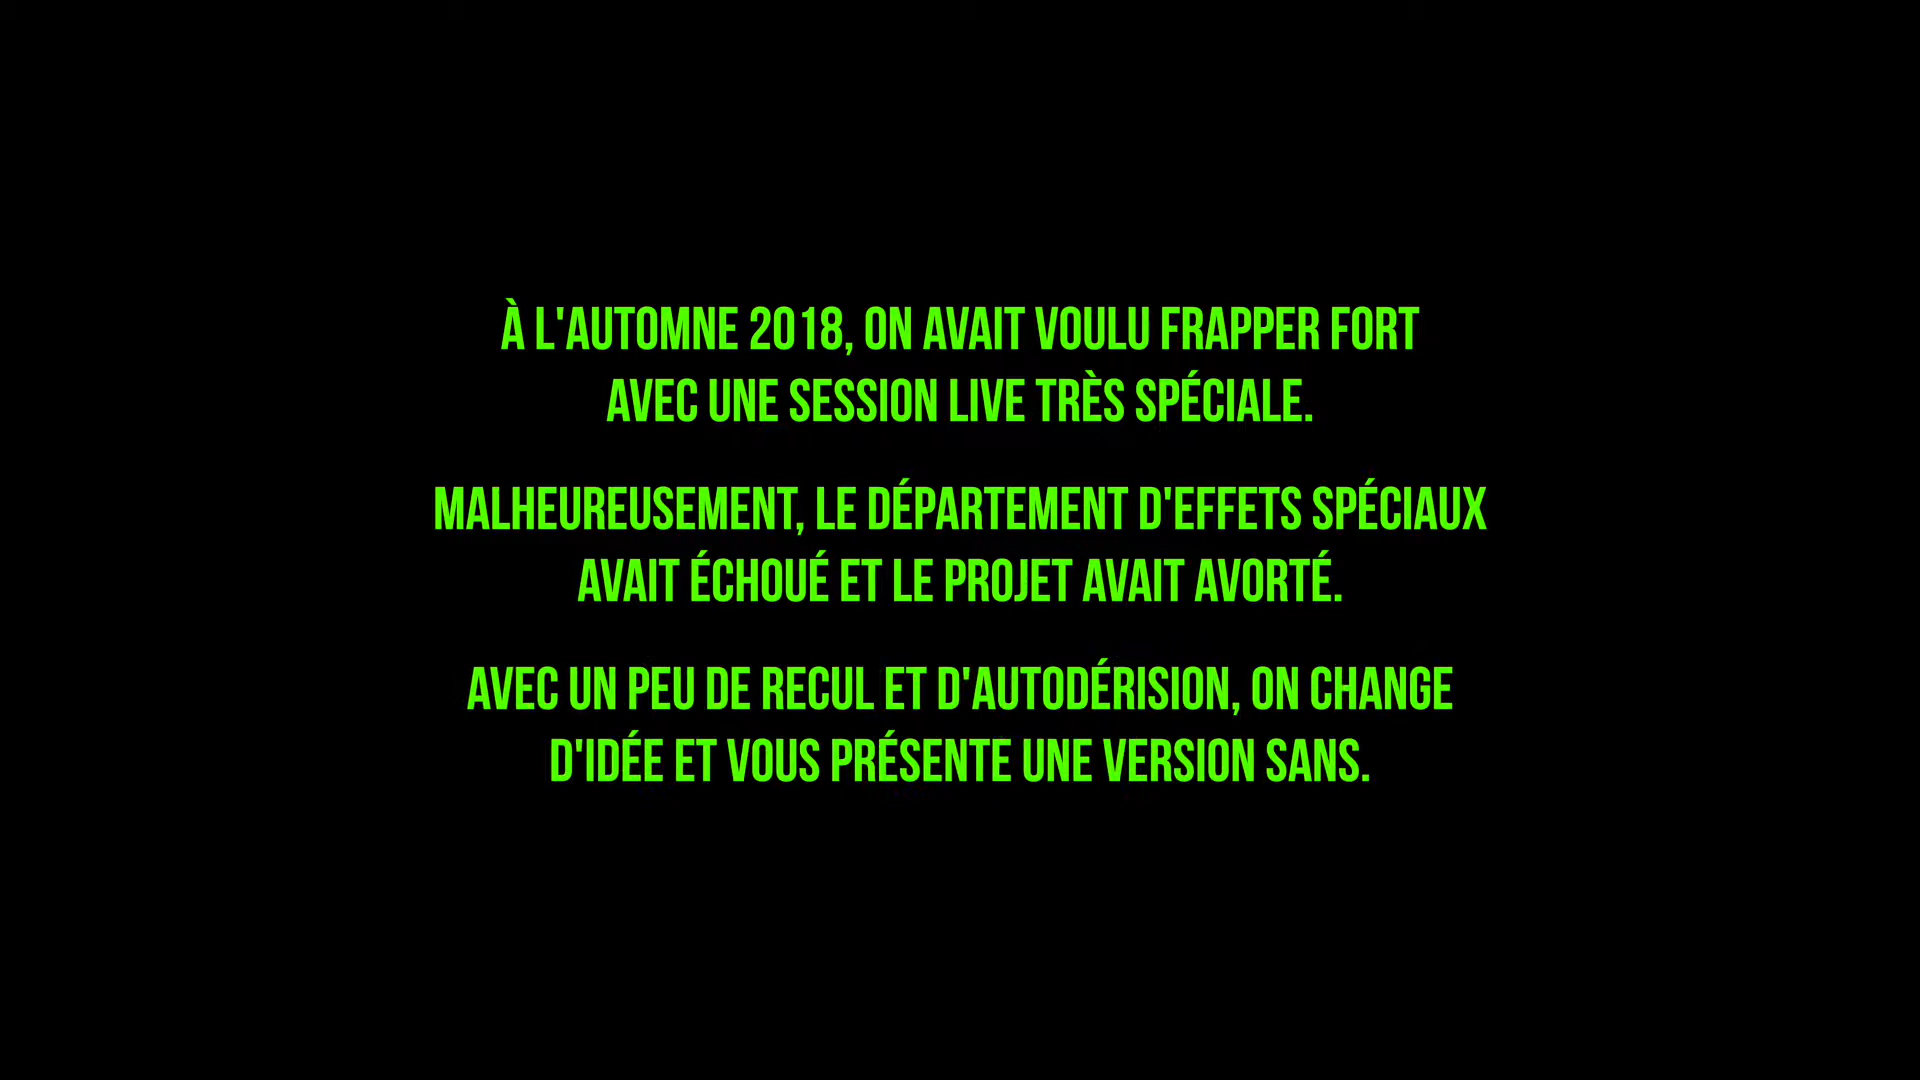 À L'AUTOMNE 2018, ON AVAIT VOULU FRAPPER FORT
AVEC UNE SESSION LIVE TRÈS SPÉCIALE.
MALHEUREUSEMENT, LE DÉPARTEMENT D'EFFETS SPÉCIAUX
AVAIT ÉCHOUÉ ET LE PROJET AVAIT AVORTÉ.
AVEC UN PEU DE RECUL ET D'AUTODÉRISION, ON CHANGE
D'IDÉE ET VOUS PRÉSENTE UNE VERSION SANS.